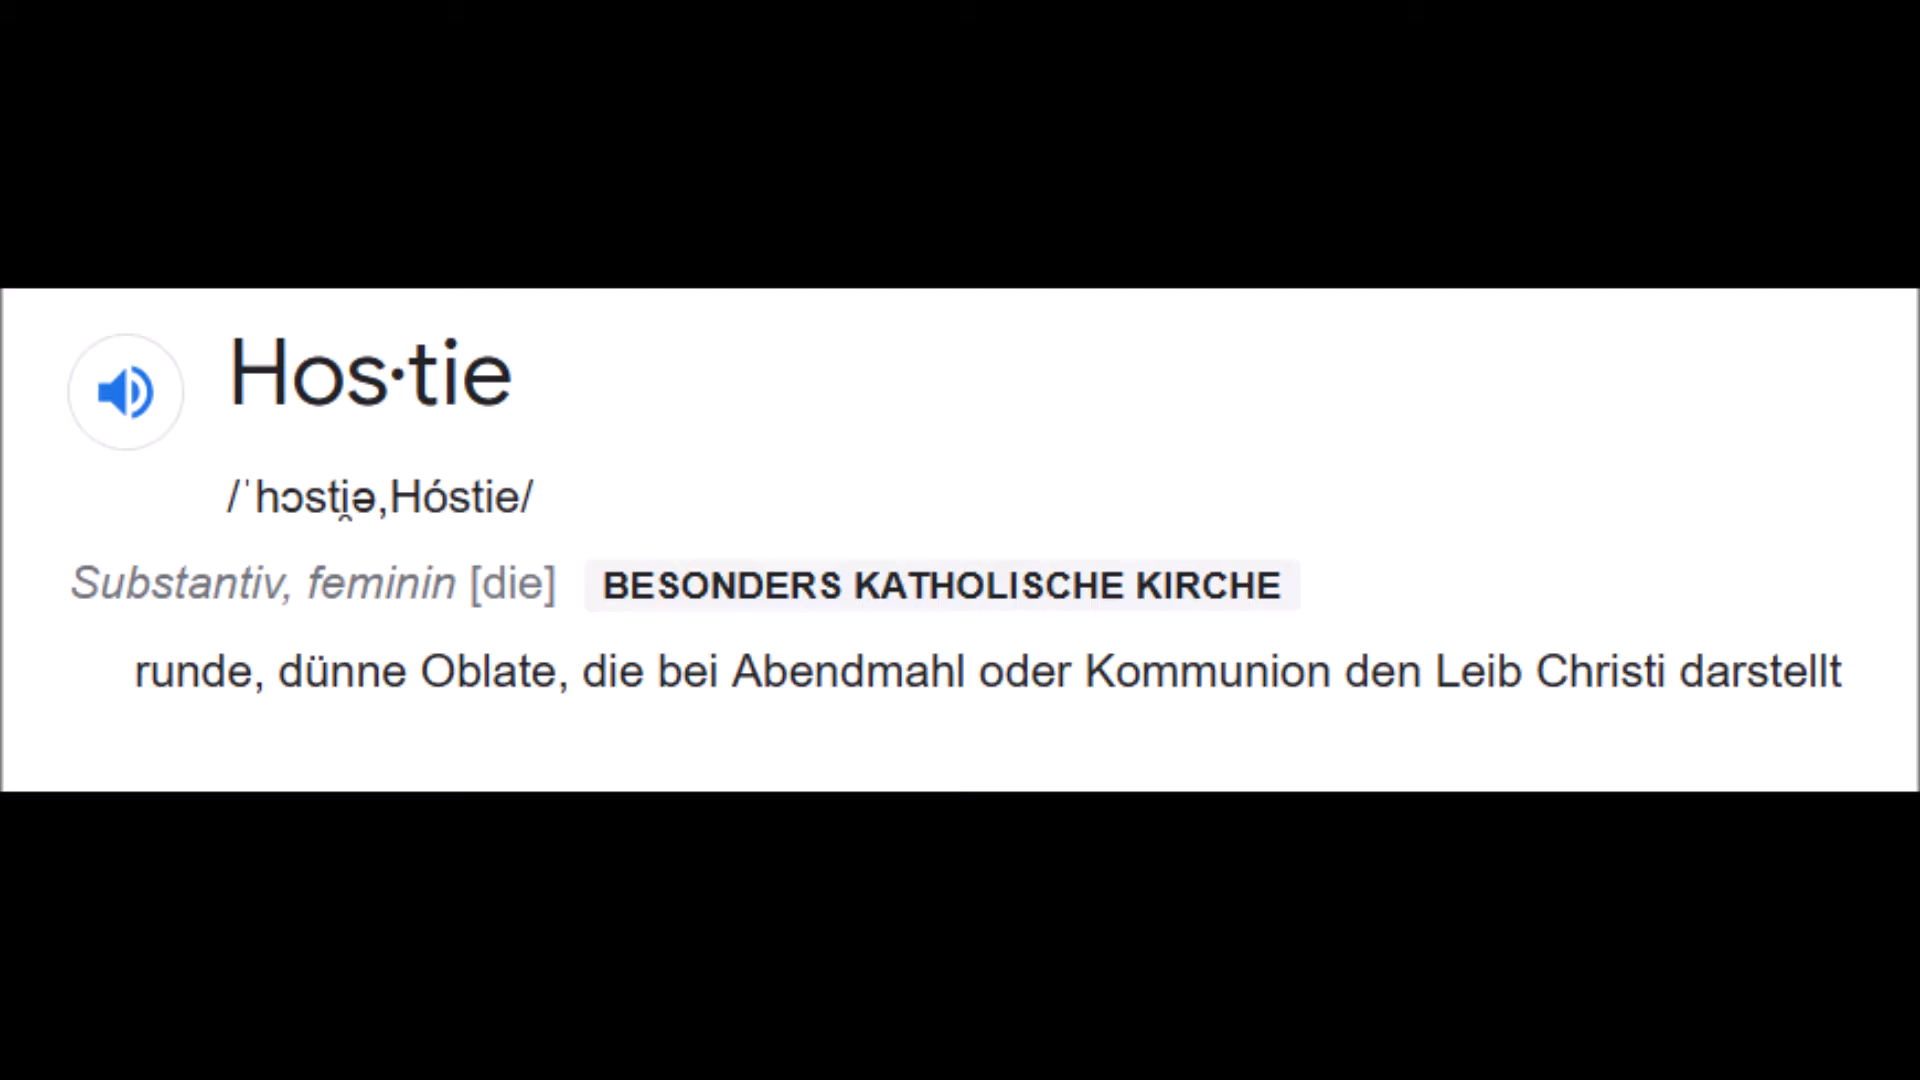 Hos·tie
/ˈhɔsti̯ə,Hóstie/
Substantiv, feminin [die] BESONDERS KATHOLISCHE KIRCHE
runde, dünne Oblate, die bei Abendmahl oder Kommunion den Leib Christi darstellt